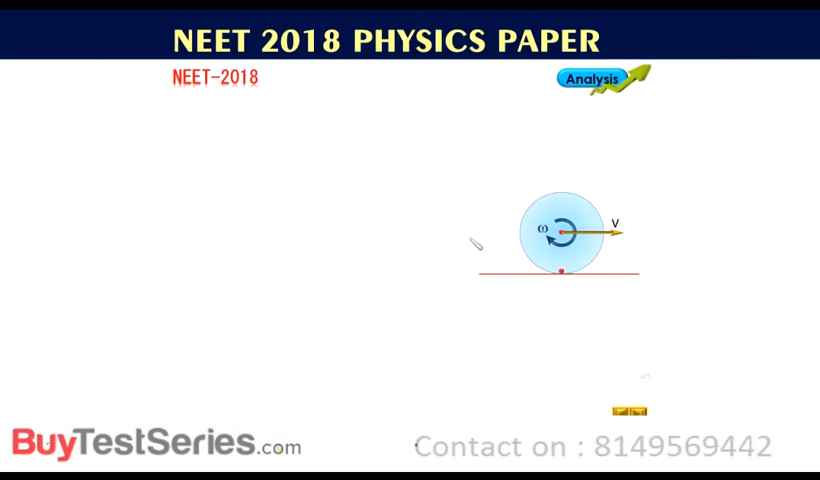 NEET 2018 PHYSICS PAPER
NEET-2018
Analysis
ω
V
BuyTestSeries.com
Contact on : 8149569442